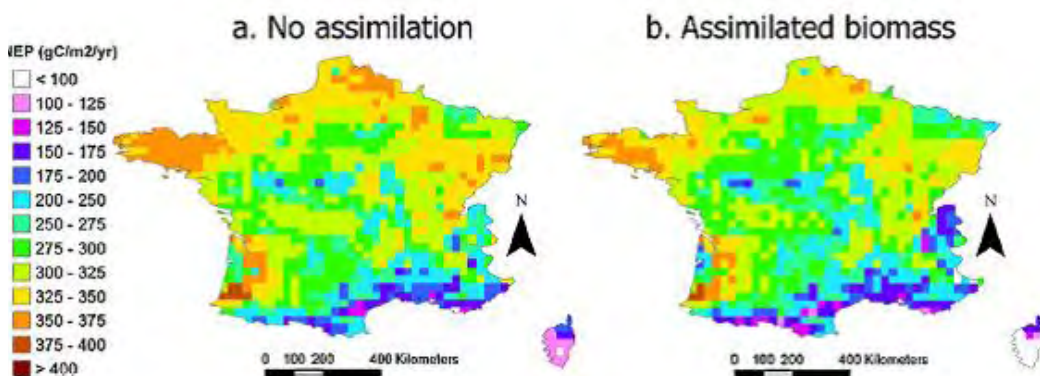 a. No assimilation
b. Assimilated biomass
NEP (gC/m2/yr)
< 100
100 - 125
125 - 150
150 - 175
175 - 200
200 - 250
250 - 275
275 - 300
300 - 325
325 - 350
350 - 375
375 - 400
> 400
N
N
0 100 200 400 Kilometers
0 100 200 400 Kilometers